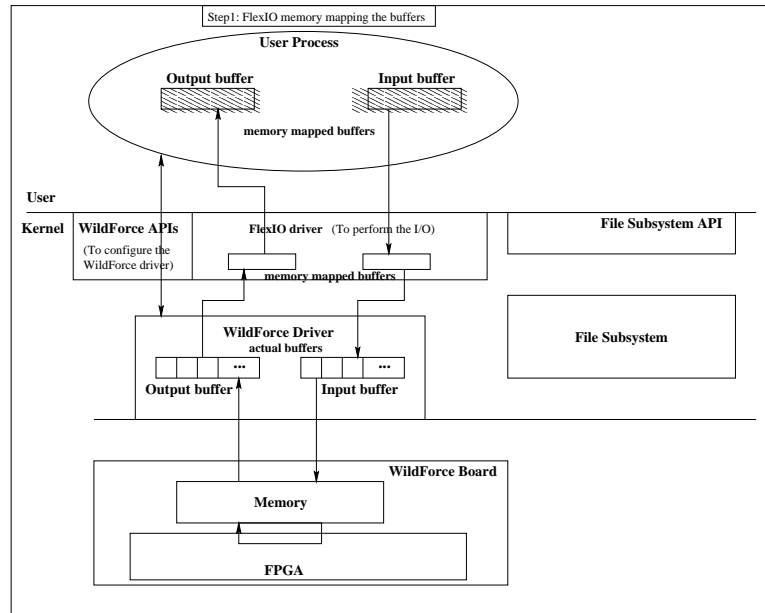 Step1: FlexIO memory mapping the buffers
User Process
Output buffer
Input buffer
memory mapped buffers
User
Kernel
WildForce APIs
(To configure the
WildForce driver)
FlexIO driver (To perform the I/O)
memory mapped buffers
File Subsystem API
WildForce Driver
actual buffers
...
...
Output buffer
Input buffer
File Subsystem
WildForce Board
Memory
FPGA